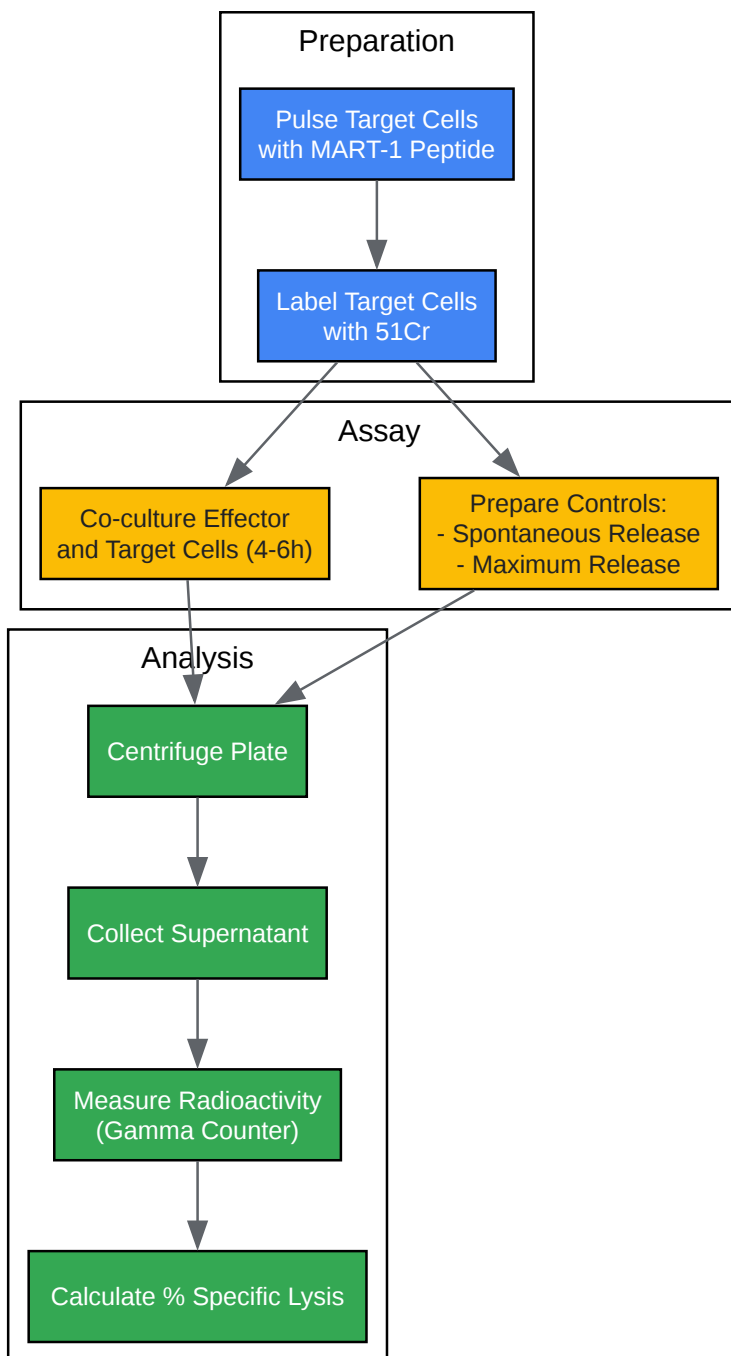 Preparation
Pulse Target Cells
with MART-1 Peptide
Label Target Cells
with 51Cr
Assay
Co-culture Effector
and Target Cells (4-6h)
Prepare Controls:
- Spontaneous Release
- Maximum Release
Analysis
Centrifuge Plate
Collect Supernatant
Measure Radioactivity
(Gamma Counter)
Calculate % Specific Lysis